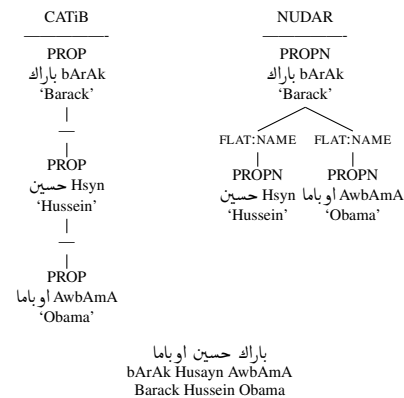 CATiB NUDAR
PROP PROPN
باراك bArAk باراك bArAk
‘Barack’ ‘Barack’
—
FLAT:NAME FLAT:NAME
PROP PROPN PROPN
حسين Hsyn حسين Hsyn اوباما AwbAmA
‘Hussein’ ‘Hussein’ ‘Obama’
—
PROP
اوباما AwbAmA
‘Obama’
باراك حسين اوباما
bArAk Husayn AwbAmA
Barack Hussein Obama